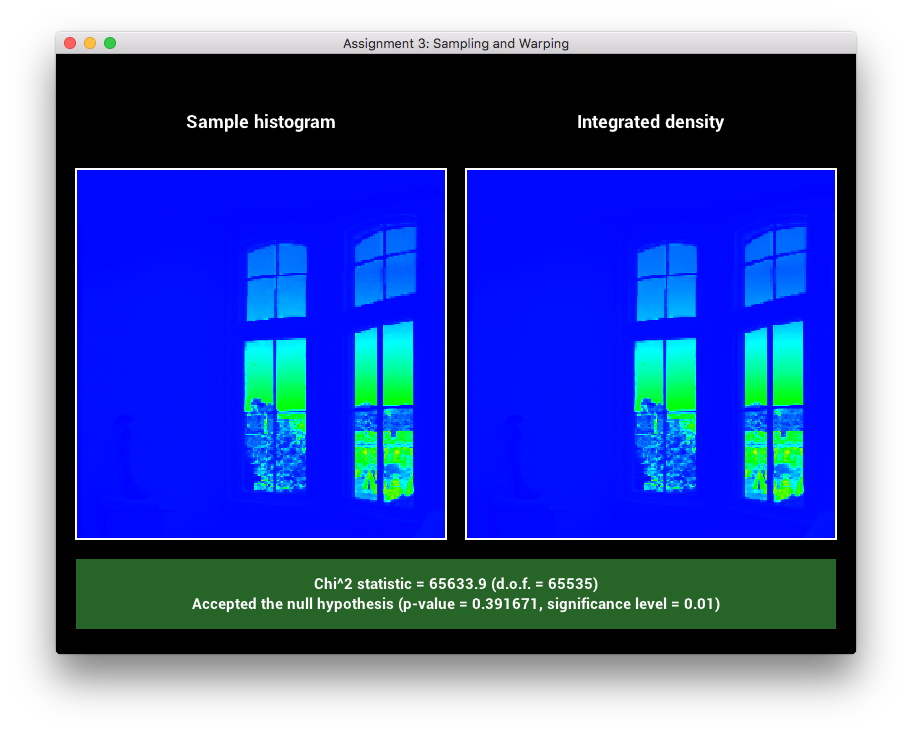 Assignment 3: Sampling and Warping
Sample histogram
Integrated density
Chi^2 statistic = 65633.9 (d.o.f. = 65535)
Accepted the null hypothesis (p-value = 0.391671, significance level = 0.01)